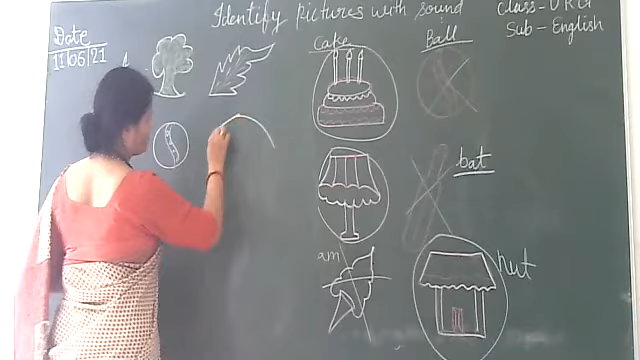 Identify pictures with sound
Class - UKG
Sub - English
Date
11/06/21
Cake
Ball
bat
am
hut